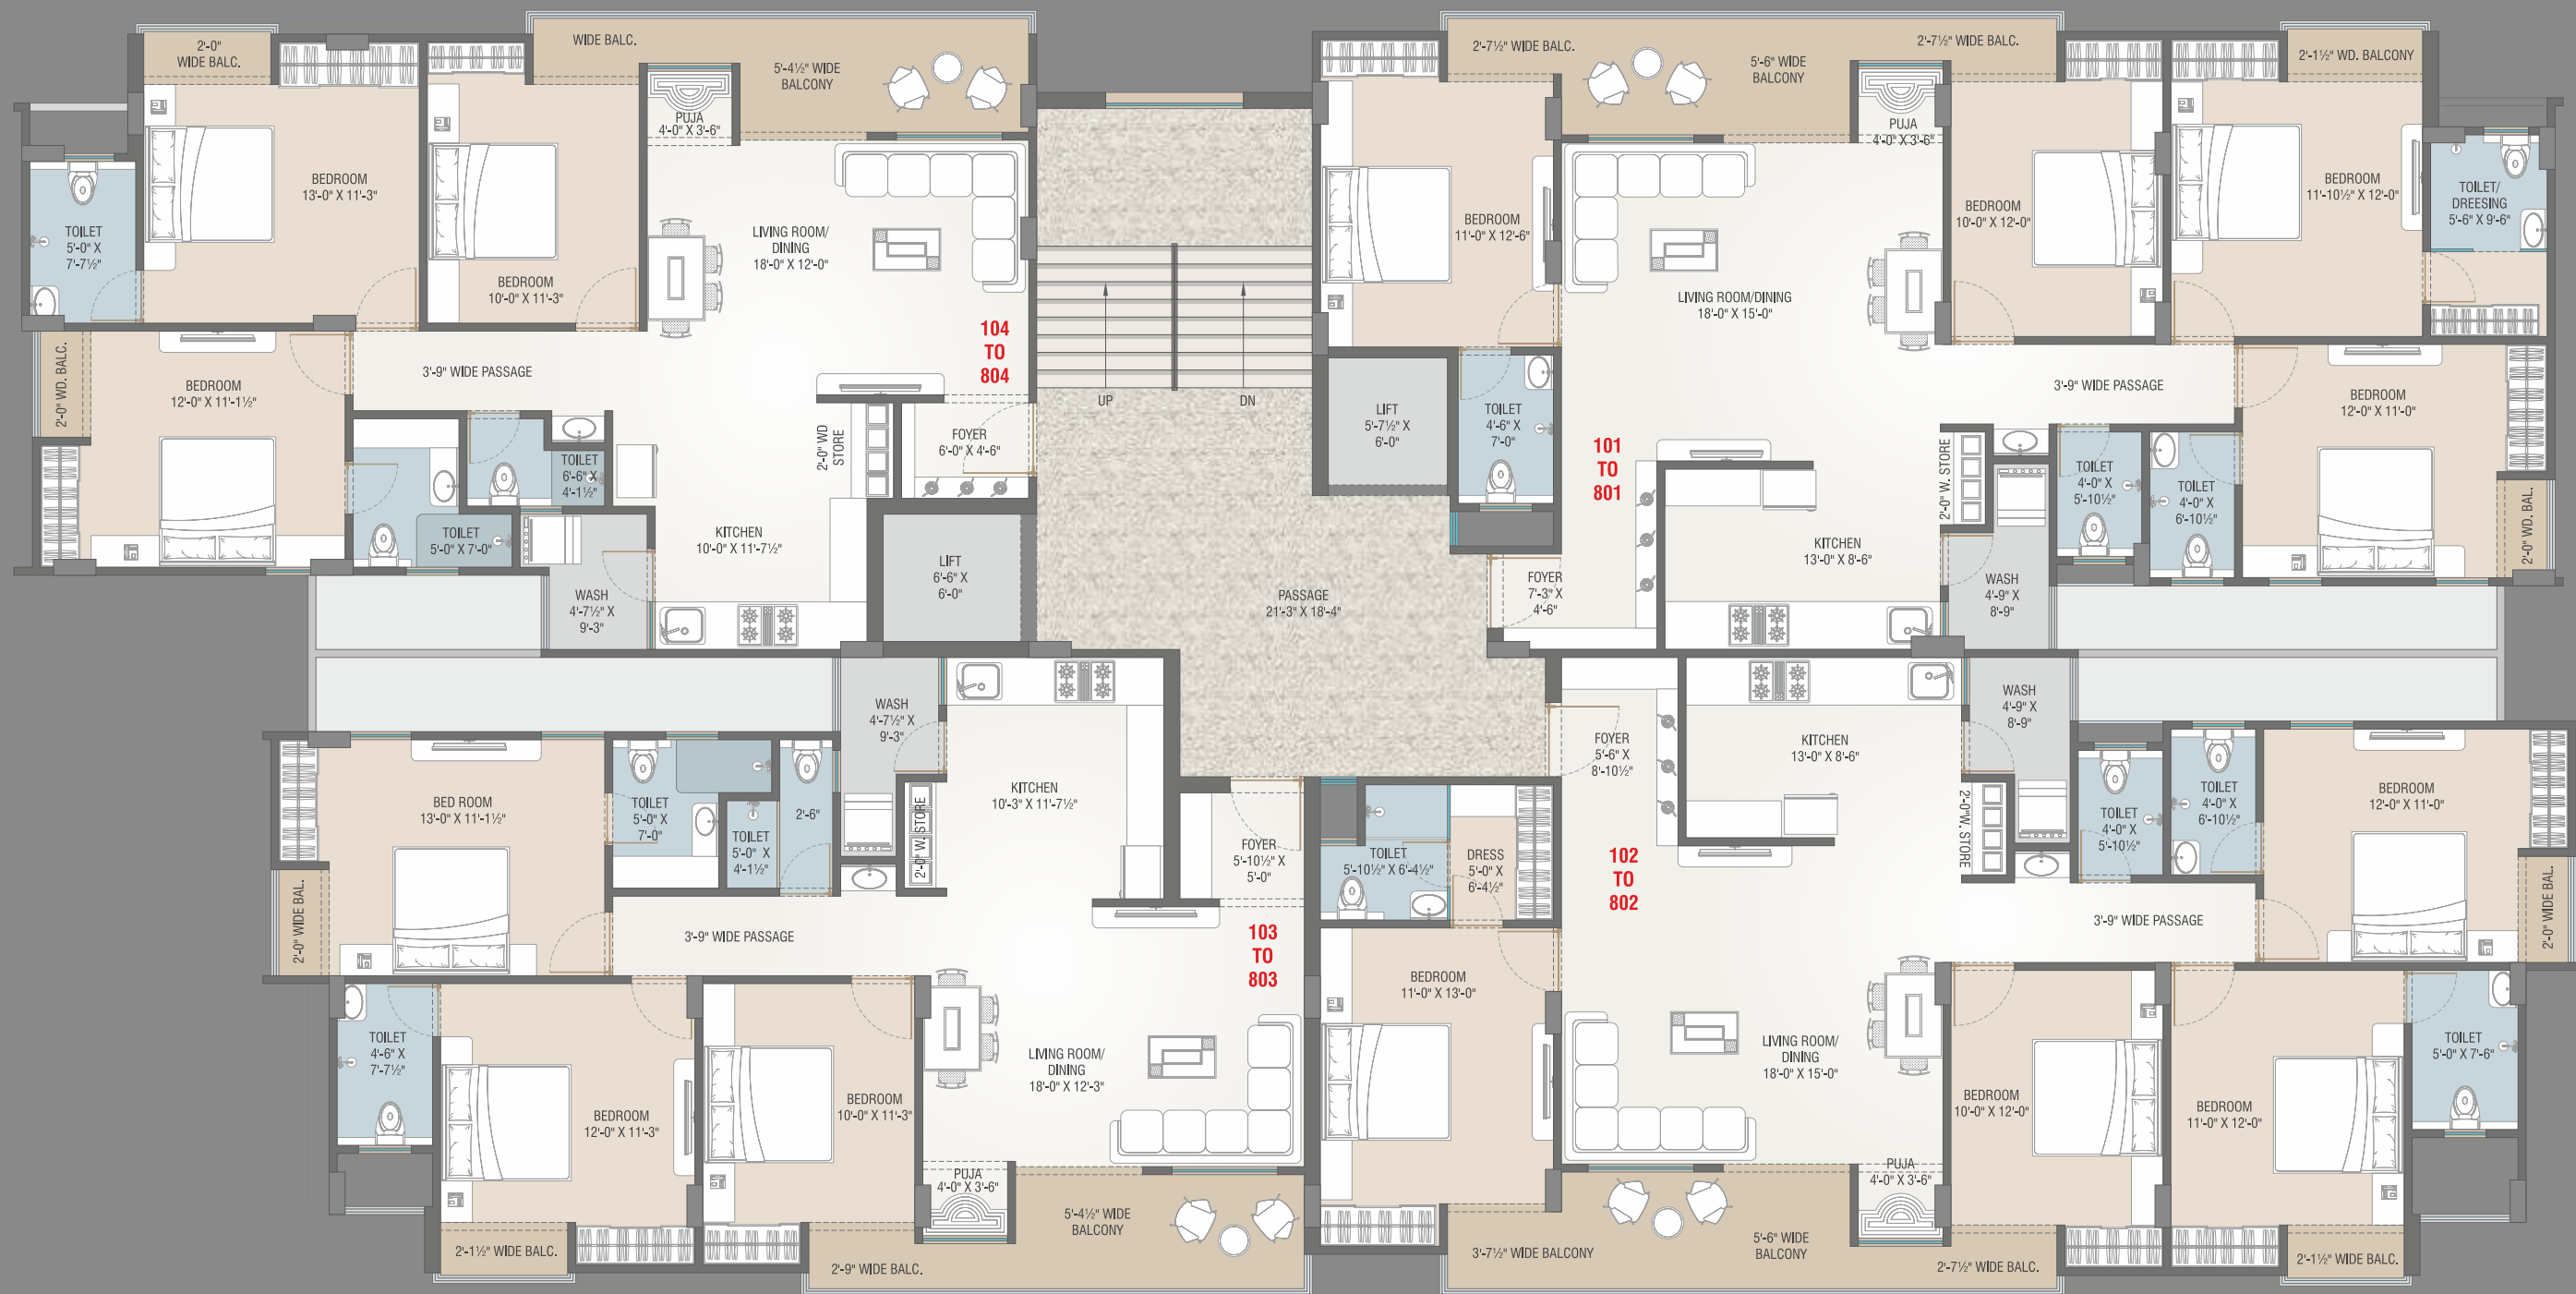 2'-0"
WIDE BALC.
BEDROOM
13'-0" X 11'-3"
TOILET
5'-0" X
7'-7½"
BEDROOM
10'-0" X 11'-3"
WIDE BALC.
5'-4½" WIDE
BALCONY
PUJA
4'-0" X 3'-6"
LIVING ROOM/
DINING
18'-0" X 12'-0"
104
TO
804
3'-9" WIDE PASSAGE
2'-0" WD. BALC.
BEDROOM
12'-0" X 11'-1½"
TOILET
6'-6" X
4'-1½"
TOILET
5'-0" X 7'-0"
2'-0" WD
STORE
FOYER
6'-0" X 4'-6"
KITCHEN
10'-0" X 11'-7½"
WASH
4'-7½" X
9'-3"
LIFT
6'-6" X
6'-0"
UP
DN
PASSAGE
21'-3" X 18'-4"
2'-7½" WIDE BALC.
5'-6" WIDE
BALCONY
2'-7½" WIDE BALC.
2'-1½" WD. BALCONY
PUJA
4'-0" X 3'-6"
BEDROOM
11'-0" X 12'-6"
LIVING ROOM/DINING
18'-0" X 15'-0"
BEDROOM
10'-0" X 12'-0"
BEDROOM
11'-10½" X 12'-0"
TOILET/
DREESING
5'-6" X 9'-6"
3'-9" WIDE PASSAGE
BEDROOM
12'-0" X 11'-0"
LIFT
5'-7½" X
6'-0"
TOILET
4'-6" X
7'-0"
101
TO
801
2'-0" W. STORE
TOILET
4'-0" X
5'-10½"
TOILET
4'-0" X
6'-10½"
2'-0" WD. BAL.
KITCHEN
13'-0" X 8'-6"
FOYER
7'-3" X
4'-6"
WASH
4'-9" X
8'-9"
WASH
4'-7½" X
9'-3"
BED ROOM
13'-0" X 11'-1½"
TOILET
5'-0" X
7'-0"
TOILET
5'-0" X
4'-1½"
2'-6"
2'-0" W. STORE
KITCHEN
10'-3" X 11'-7½"
FOYER
5'-10½" X
5'-0"
2'-0" WIDE BAL.
3'-9" WIDE PASSAGE
103
TO
803
TOILET
4'-6" X
7'-7½"
BEDROOM
12'-0" X 11'-3"
BEDROOM
10'-0" X 11'-3"
LIVING ROOM/
DINING
18'-0" X 12'-3"
PUJA
4'-0" X 3'-6"
5'-4½" WIDE
BALCONY
2'-1½" WIDE BALC.
2'-9" WIDE BALC.
FOYER
5'-6" X
8'-10½"
KITCHEN
13'-0" X 8'-6"
WASH
4'-9" X
8'-9"
2'-0"W. STORE
TOILET
4'-0" X
5'-10½"
TOILET
4'-0" X
6'-10½"
BEDROOM
12'-0" X 11'-0"
TOILET
5'-10½" X 6'-4½"
DRESS
5'-0" X
6'-4½"
102
TO
802
2'-0" WIDE BAL.
3'-9" WIDE PASSAGE
BEDROOM
11'-0" X 13'-0"
LIVING ROOM/
DINING
18'-0" X 15'-0"
BEDROOM
10'-0" X 12'-0"
BEDROOM
11'-0" X 12'-0"
TOILET
5'-0" X 7'-6"
PUJA
4'-0" X 3'-6"
3'-7½" WIDE BALCONY
5'-6" WIDE
BALCONY
2'-7½" WIDE BALC.
2'-1½" WIDE BALC.